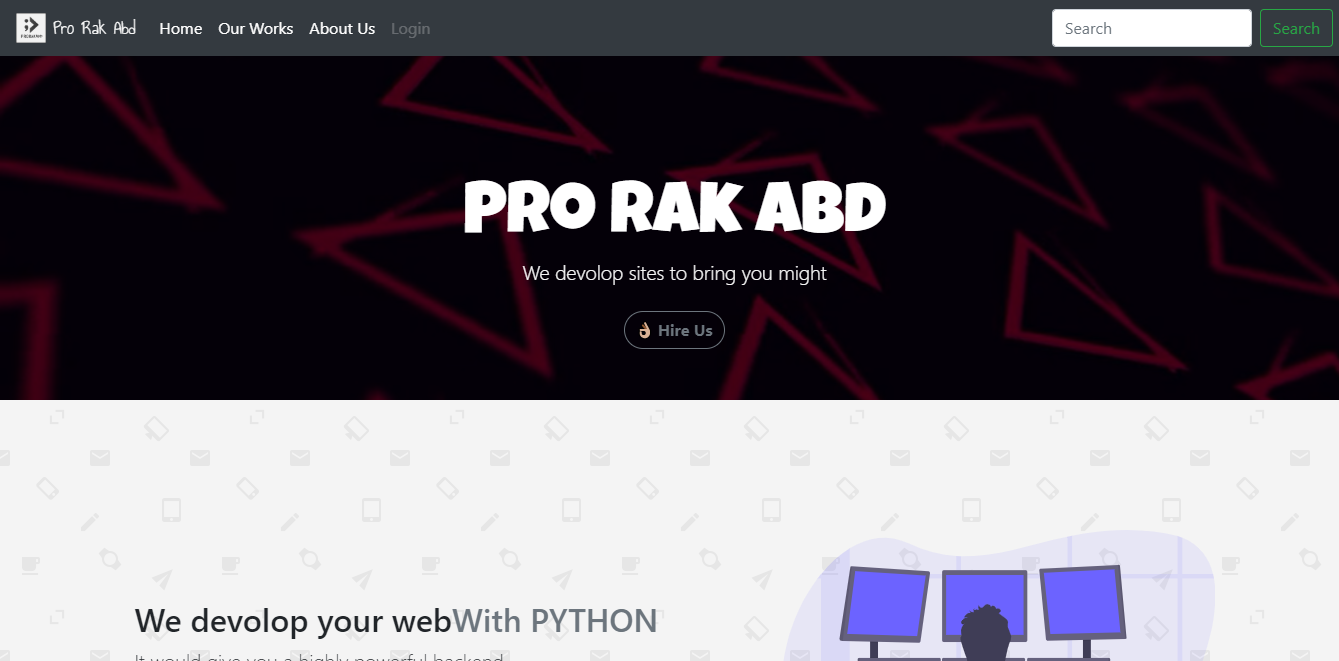 Pro Rak Abd Home Our Works About Us Login Search Search
PRO RAK ABD
We devolop sites to bring you might
👌🏼 Hire Us
We devolop your webWith PYTHON
It would give you a highly powerful backend